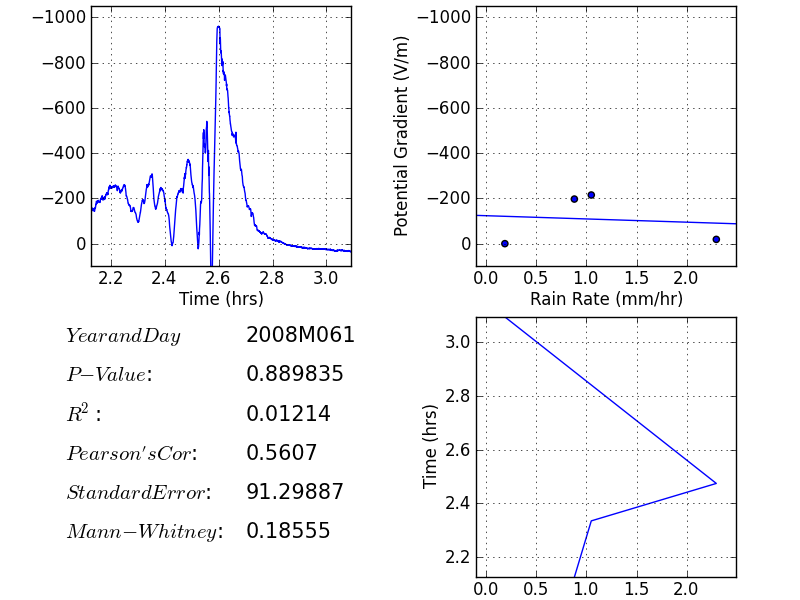 −1000
−800
−600
−400
−200
0
2.2 2.4 2.6 2.8 3.0
Time (hrs)
Potential Gradient (V/m)
−1000
−800
−600
−400
−200
0
0.0 0.5 1.0 1.5 2.0
Rain Rate (mm/hr)
YearandDay 2008M061
P−Value: 0.889835
R²: 0.01214
Pearson'sCor: 0.5607
StandardError: 91.29887
Mann−Whitney: 0.18555
Time (hrs)
3.0
2.8
2.6
2.4
2.2
0.0 0.5 1.0 1.5 2.0